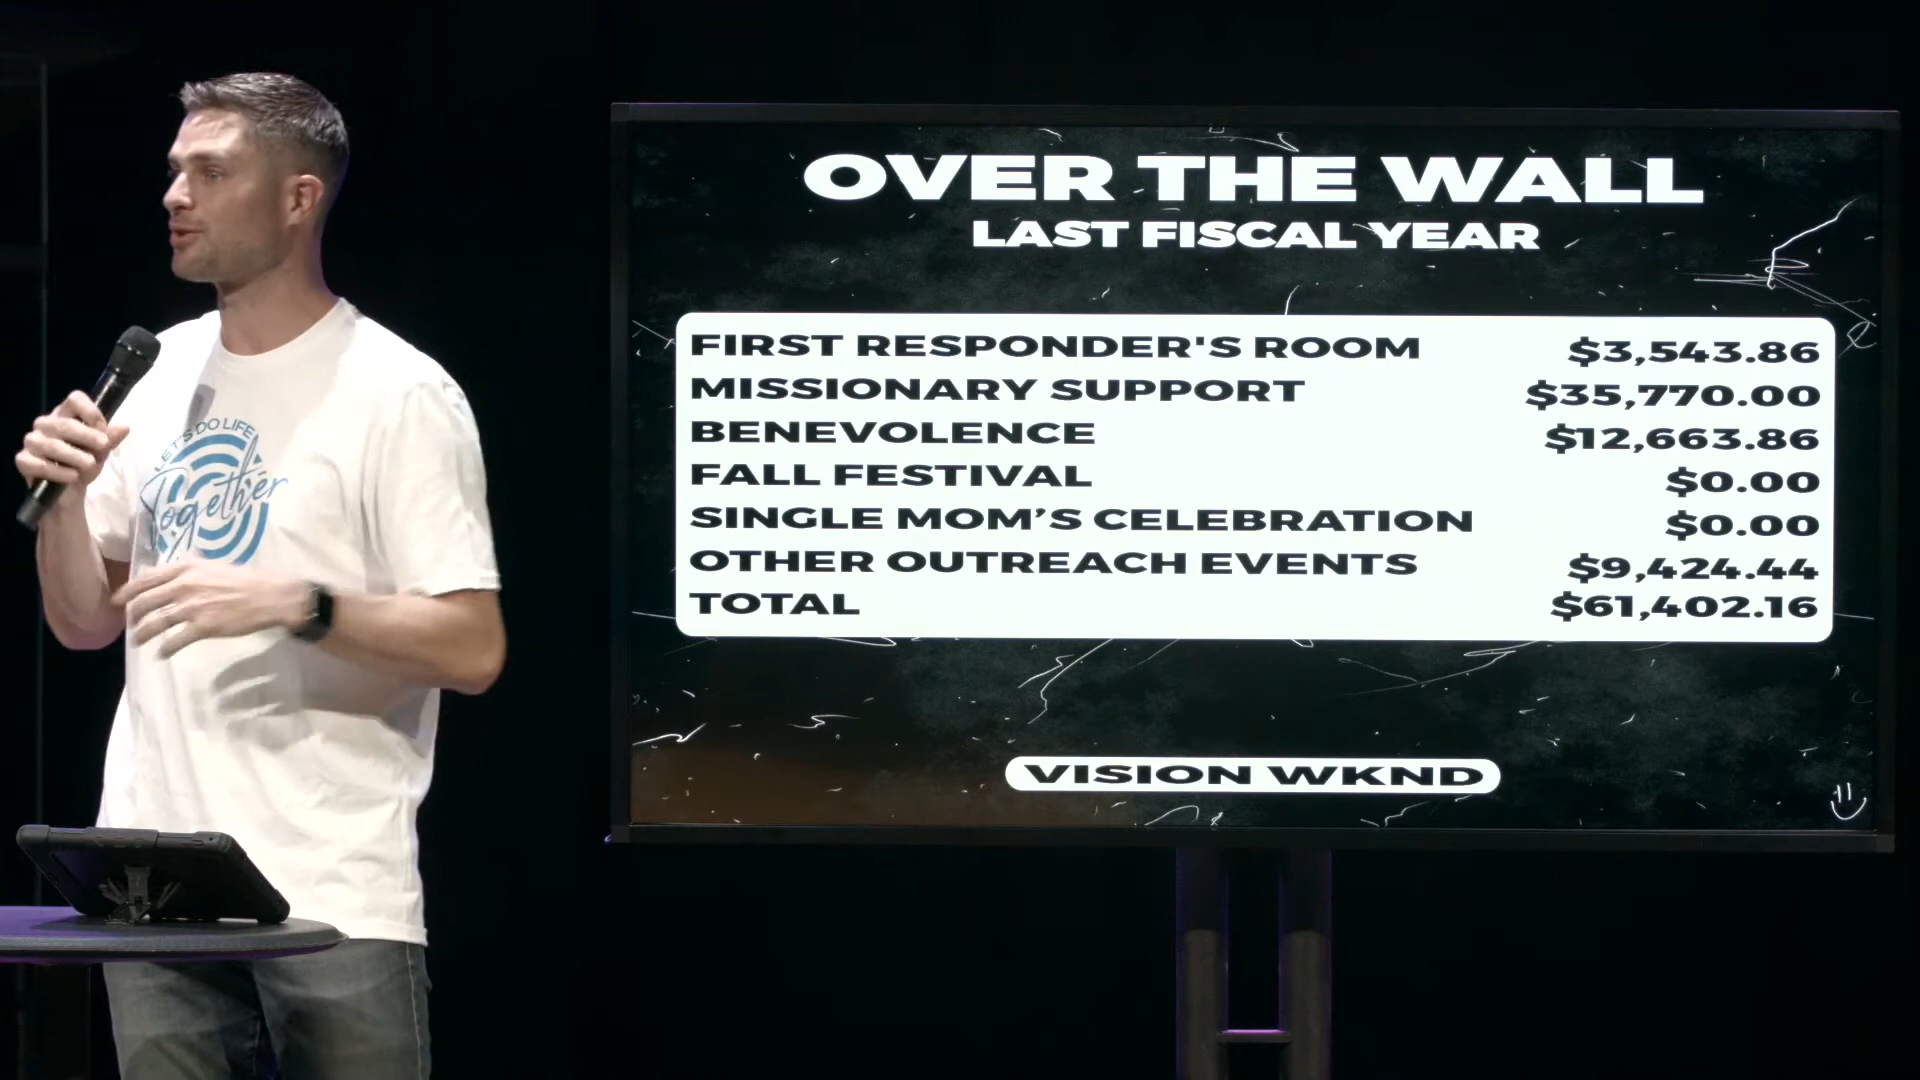 OVER THE WALL
LAST FISCAL YEAR
FIRST RESPONDER'S ROOM $3,543.86
MISSIONARY SUPPORT $35,770.00
BENEVOLENCE $12,663.86
FALL FESTIVAL $0.00
SINGLE MOM’S CELEBRATION $0.00
OTHER OUTREACH EVENTS $9,424.44
TOTAL $61,402.16
VISION WKND
LET'S DO LIFE
Together